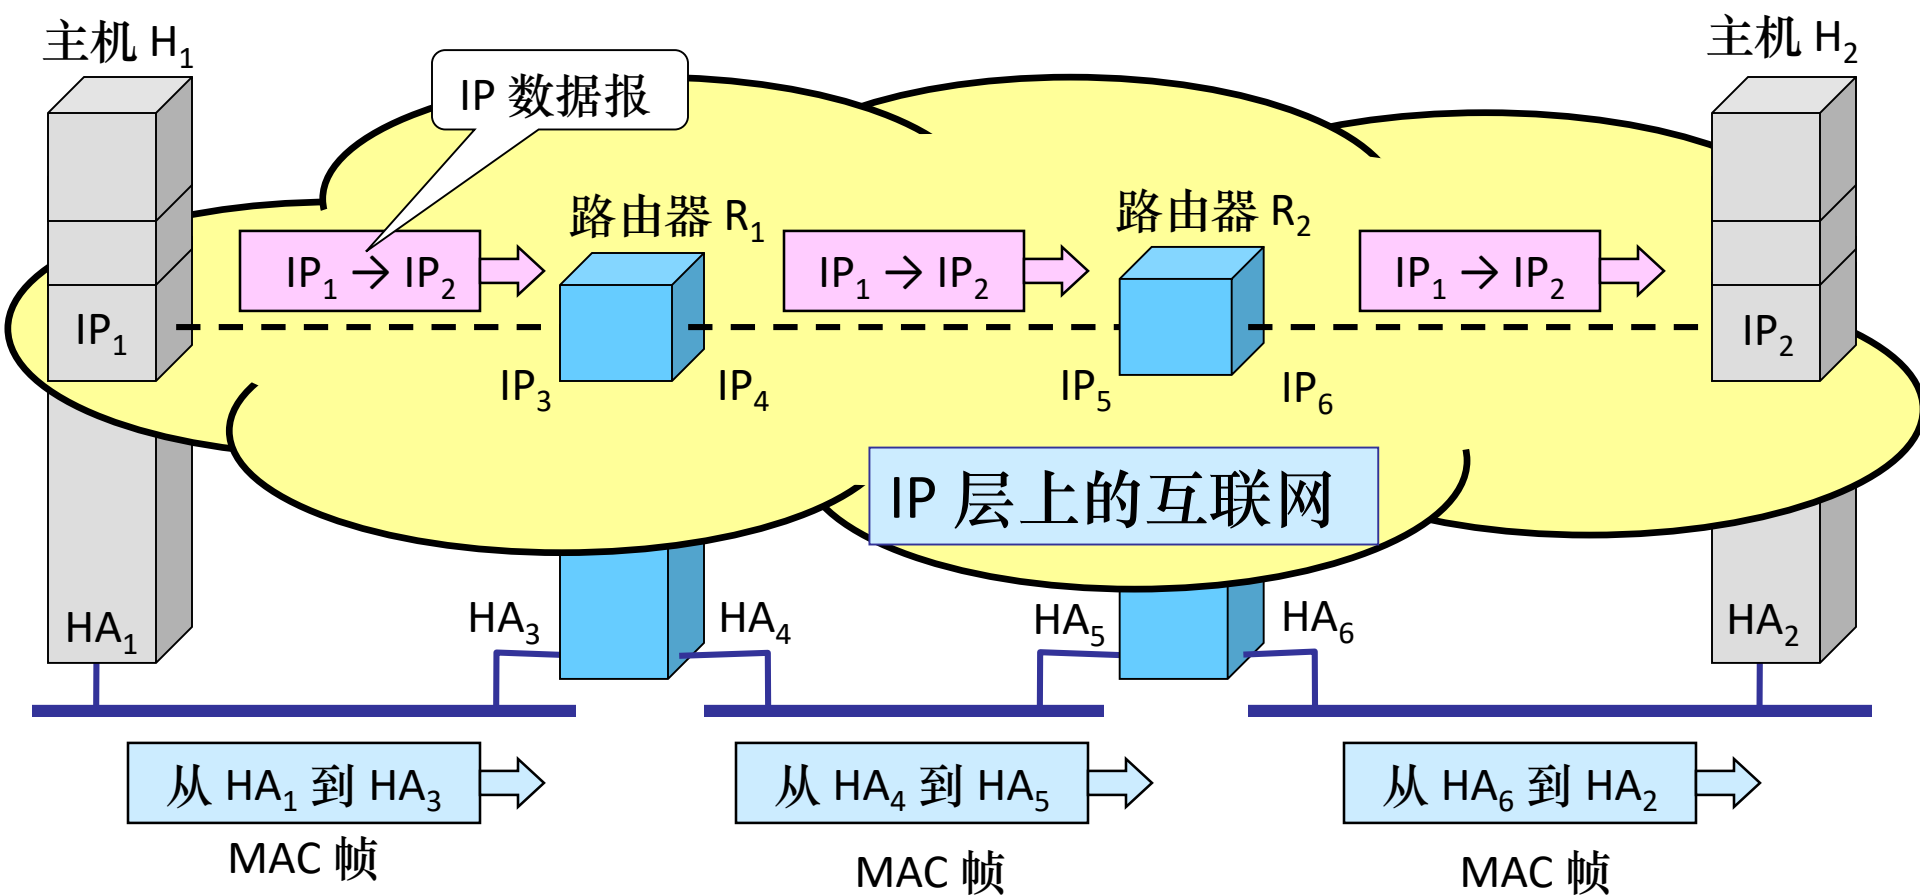 主机 H₁
主机 H₂
IP 数据报
路由器 R₁
路由器 R₂
IP₁ → IP₂
IP₁ → IP₂
IP₁ → IP₂
IP₁
IP₂
IP₃
IP₄
IP₅
IP₆
IP 层上的互联网
HA₁
HA₃
HA₄
HA₅
HA₆
HA₂
从 HA₁ 到 HA₃
从 HA₄ 到 HA₅
从 HA₆ 到 HA₂
MAC 帧
MAC 帧
MAC 帧